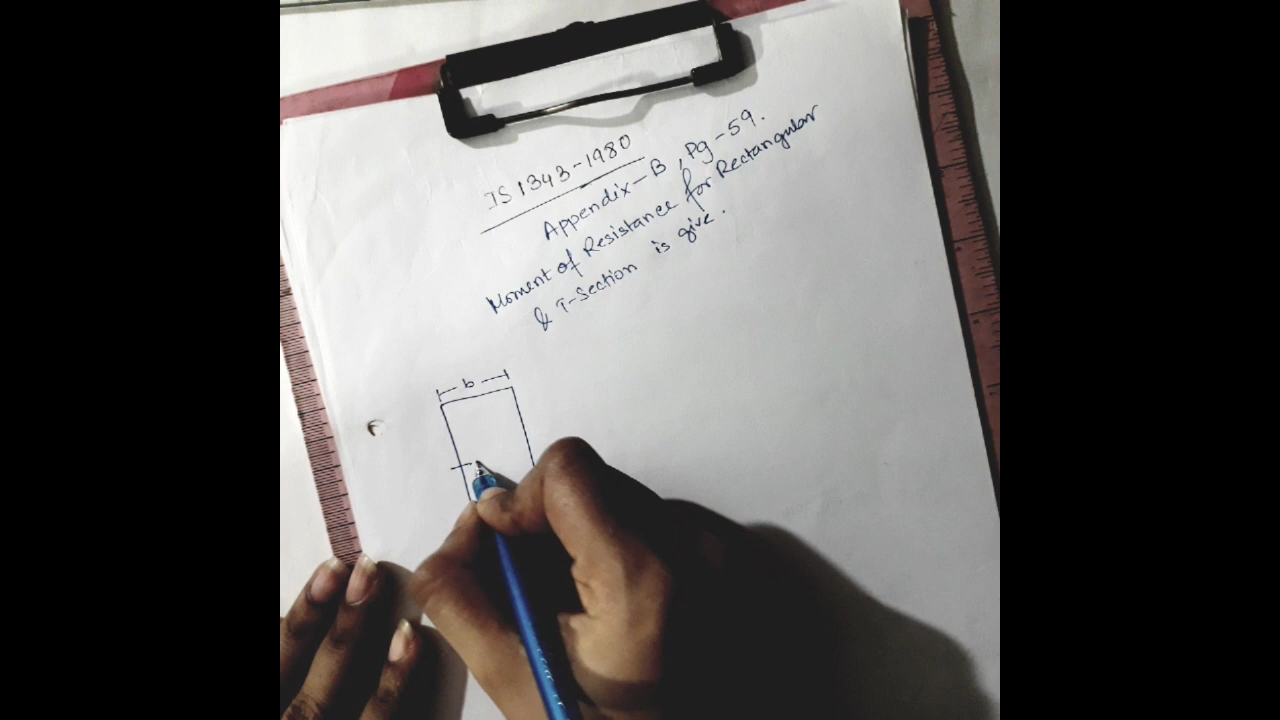 IS 1343-1980
Appendix-B, Pg-59.
Moment of Resistance for Rectangular
& T-Section is give.
b